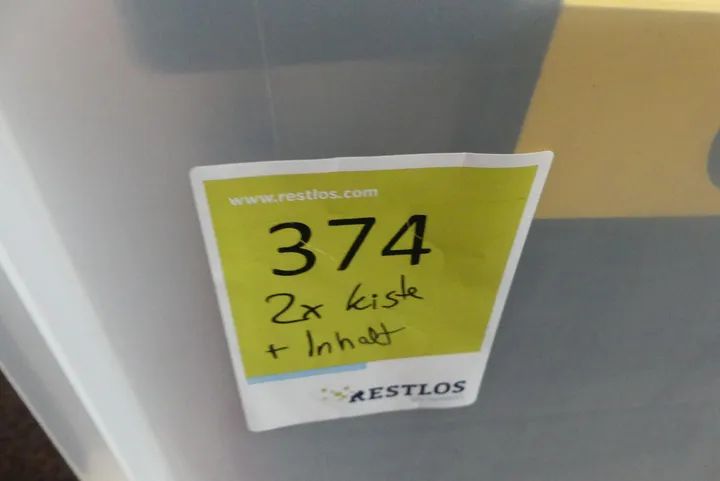 www.restlos.com
374
2x Kiste
+ Inhalt
RESTLOS